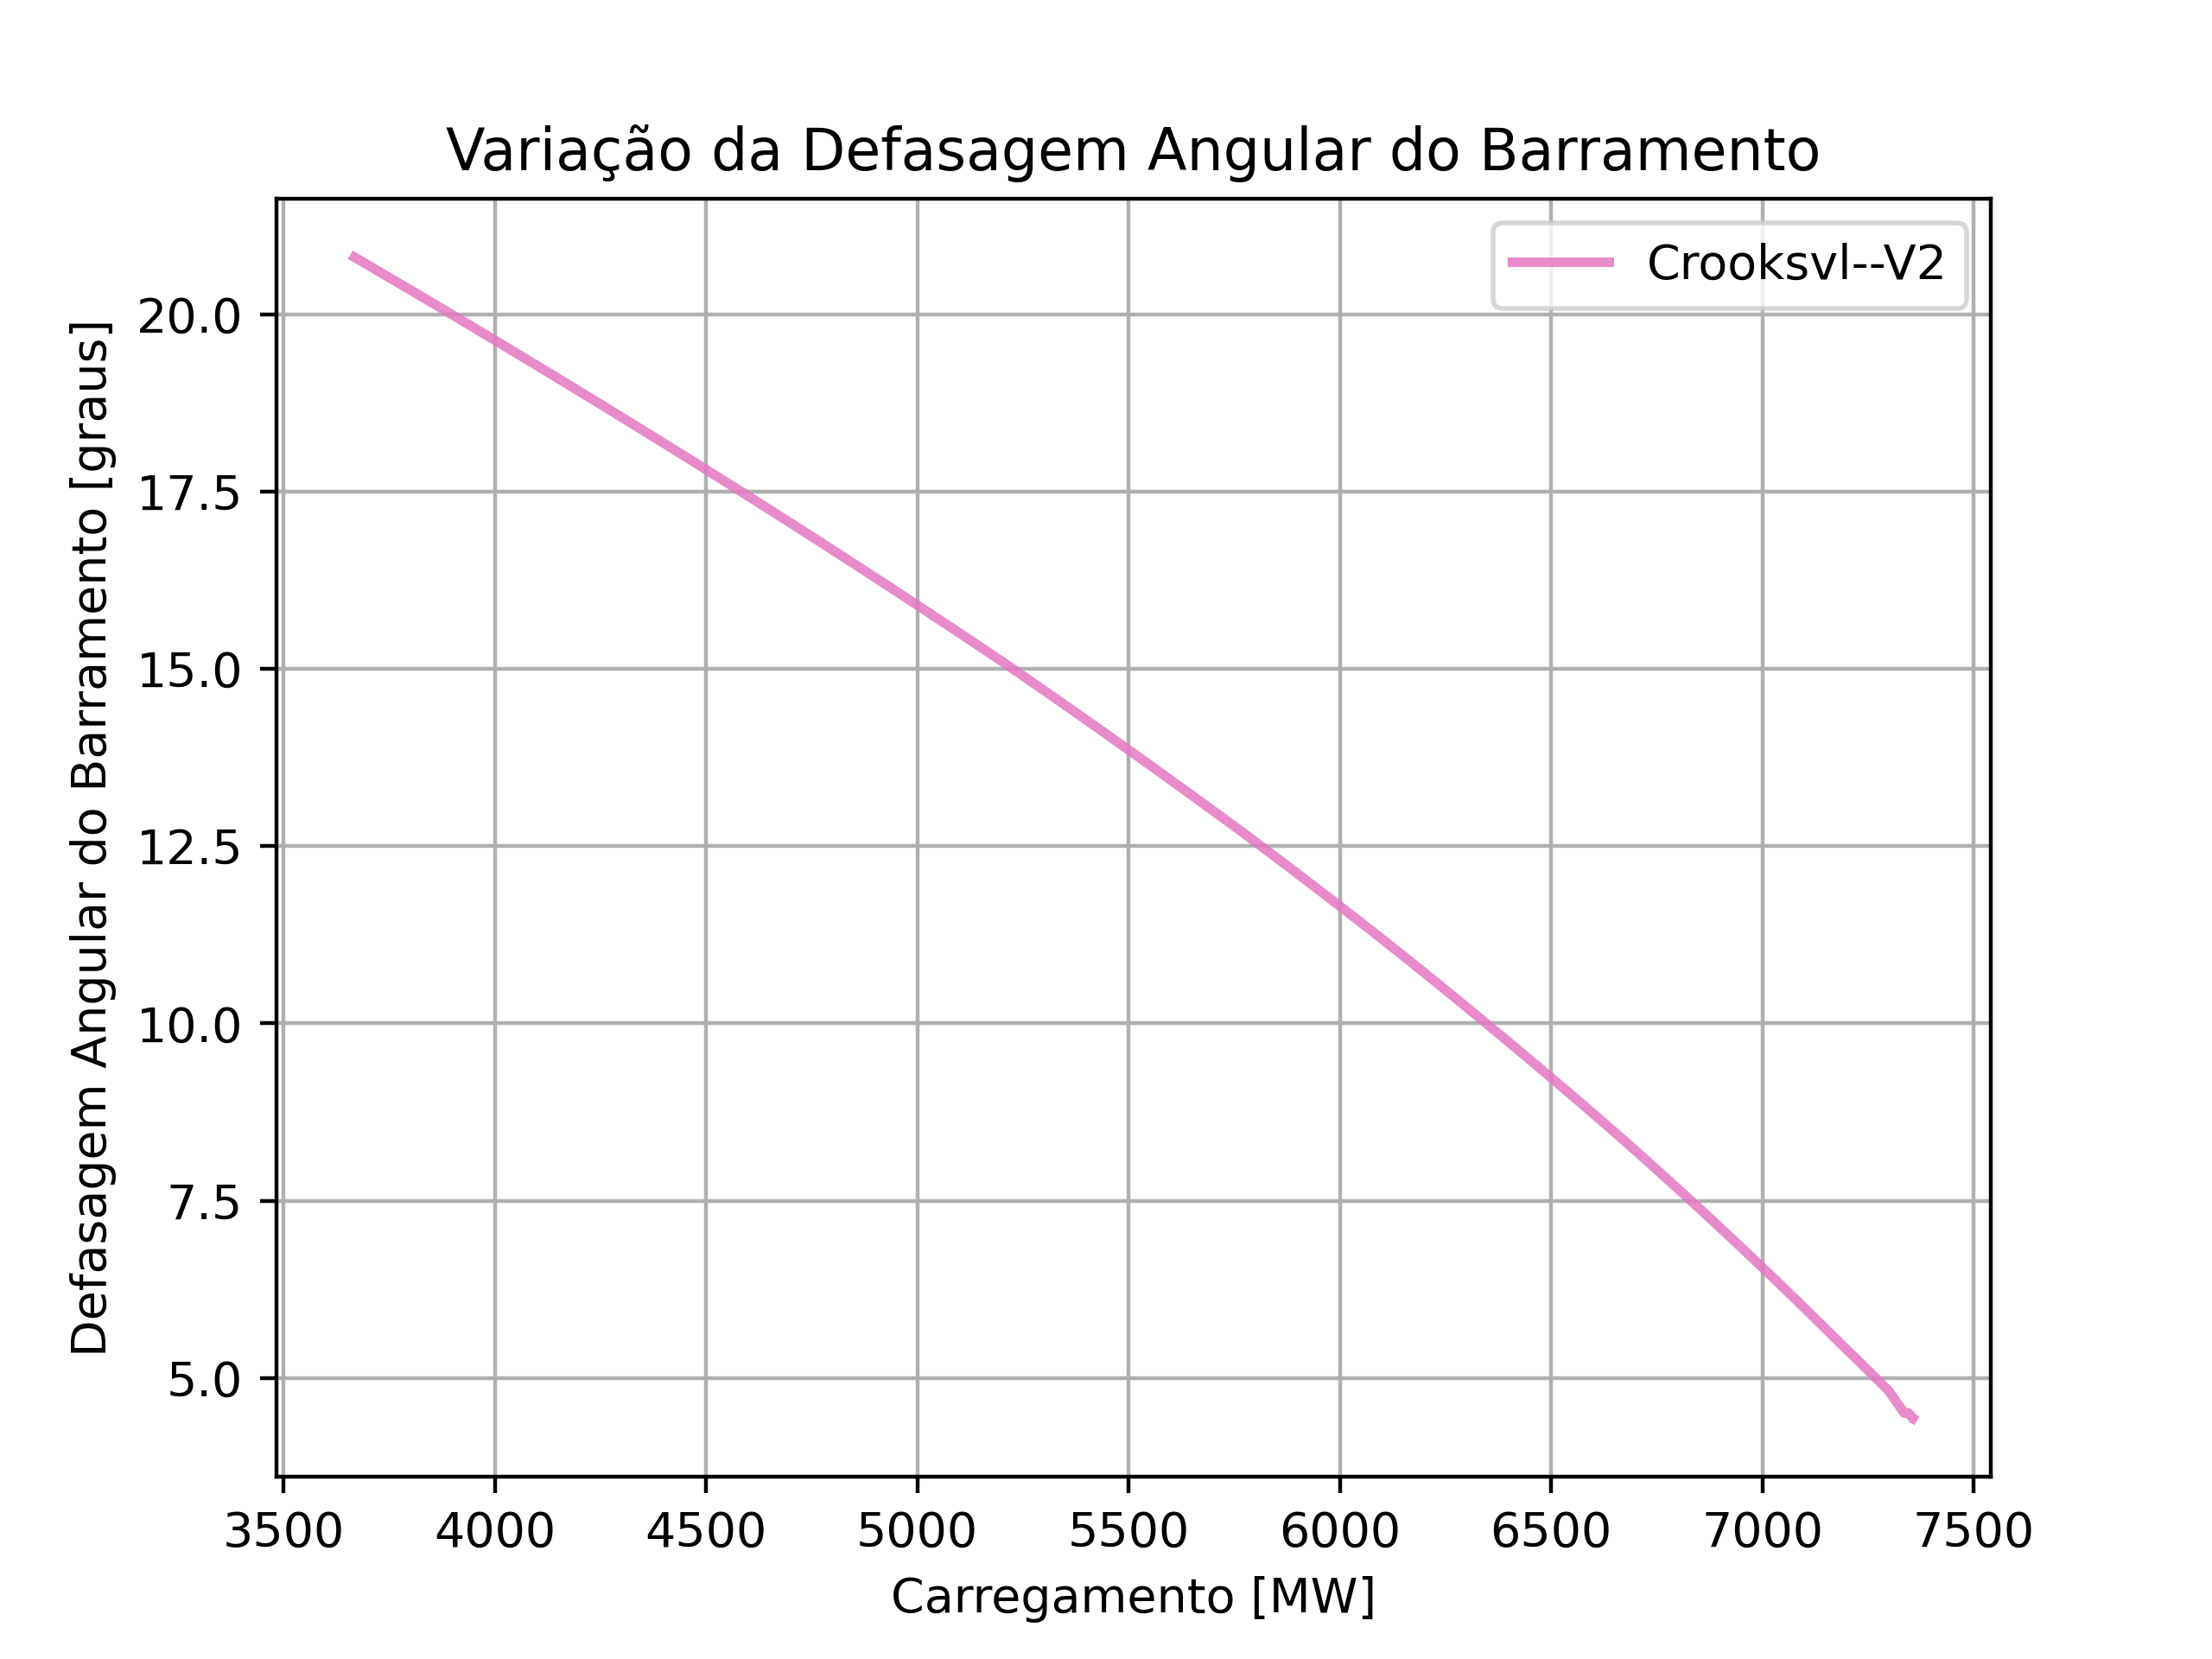 Variação da Defasagem Angular do Barramento
Crooksvl--V2
Defasagem Angular do Barramento [graus]
20.0
17.5
15.0
12.5
10.0
7.5
5.0
3500 4000 4500 5000 5500 6000 6500 7000 7500
Carregamento [MW]